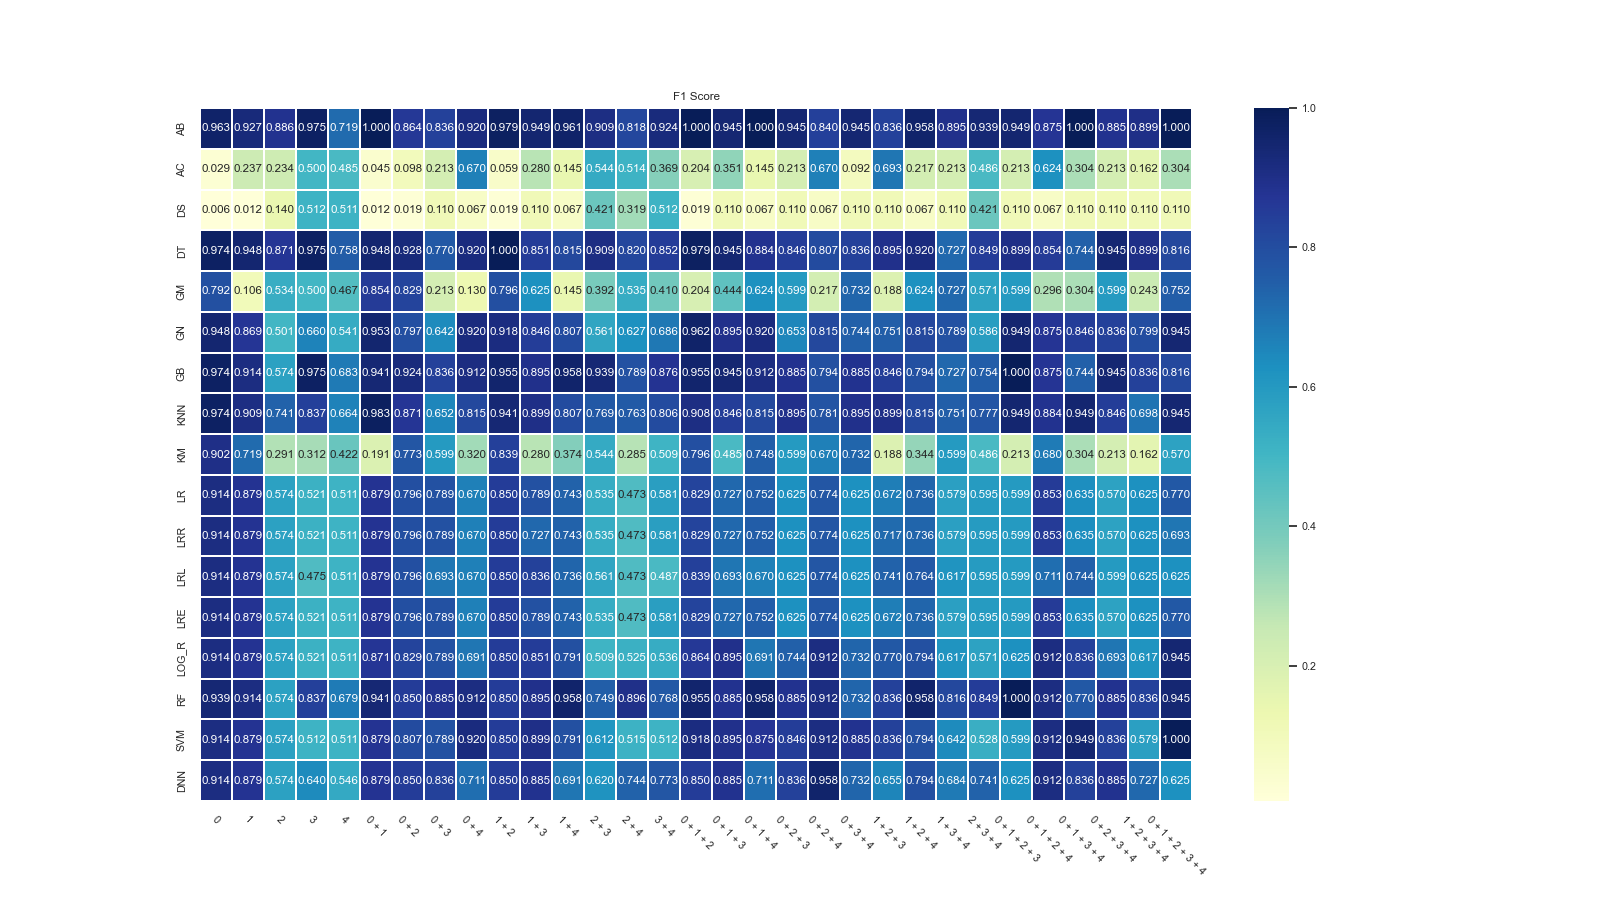 F1 Score
AB 0.963 0.927 0.886 0.975 0.719 1.000 0.864 0.836 0.920 0.979 0.949 0.961 0.909 0.818 0.924 1.000 0.945 1.000 0.945 0.840 0.945 0.836 0.958 0.895 0.939 0.949 0.875 1.000 0.885 0.899 1.000 1.0
AC 0.029 0.237 0.234 0.500 0.485 0.045 0.098 0.213 0.670 0.059 0.280 0.145 0.544 0.514 0.369 0.204 0.351 0.145 0.213 0.670 0.092 0.693 0.217 0.213 0.486 0.213 0.624 0.304 0.213 0.162 0.304
DS 0.006 0.012 0.140 0.512 0.511 0.012 0.019 0.110 0.067 0.019 0.110 0.067 0.421 0.319 0.512 0.019 0.110 0.067 0.110 0.067 0.110 0.110 0.067 0.110 0.421 0.110 0.067 0.110 0.110 0.110 0.110
DT 0.974 0.948 0.871 0.975 0.758 0.948 0.928 0.770 0.920 1.000 0.851 0.815 0.909 0.820 0.852 0.979 0.945 0.884 0.846 0.807 0.836 0.895 0.920 0.727 0.849 0.899 0.854 0.744 0.945 0.899 0.816 0.8
GM 0.792 0.106 0.534 0.500 0.467 0.854 0.829 0.213 0.130 0.796 0.625 0.145 0.392 0.535 0.410 0.204 0.444 0.624 0.599 0.217 0.732 0.188 0.624 0.727 0.571 0.599 0.296 0.304 0.599 0.243 0.752
GN 0.948 0.869 0.501 0.660 0.541 0.953 0.797 0.642 0.920 0.918 0.846 0.807 0.561 0.627 0.686 0.962 0.895 0.920 0.653 0.815 0.744 0.751 0.815 0.789 0.586 0.949 0.875 0.846 0.836 0.799 0.945
GB 0.974 0.914 0.574 0.975 0.683 0.941 0.924 0.836 0.912 0.955 0.895 0.958 0.939 0.789 0.876 0.955 0.945 0.912 0.885 0.794 0.885 0.846 0.794 0.727 0.754 1.000 0.875 0.744 0.945 0.836 0.816 0.6
KNN 0.974 0.909 0.741 0.837 0.664 0.983 0.871 0.652 0.815 0.941 0.899 0.807 0.769 0.763 0.806 0.908 0.846 0.815 0.895 0.781 0.895 0.899 0.815 0.751 0.777 0.949 0.884 0.949 0.846 0.698 0.945
KM 0.902 0.719 0.291 0.312 0.422 0.191 0.773 0.599 0.320 0.839 0.280 0.374 0.544 0.285 0.509 0.796 0.485 0.748 0.599 0.670 0.732 0.188 0.344 0.599 0.486 0.213 0.680 0.304 0.213 0.162 0.570
LR 0.914 0.879 0.574 0.521 0.511 0.879 0.796 0.789 0.670 0.850 0.789 0.743 0.535 0.473 0.581 0.829 0.727 0.752 0.625 0.774 0.625 0.672 0.736 0.579 0.595 0.599 0.853 0.635 0.570 0.625 0.770
LRR 0.914 0.879 0.574 0.521 0.511 0.879 0.796 0.789 0.670 0.850 0.727 0.743 0.535 0.473 0.581 0.829 0.727 0.752 0.625 0.774 0.625 0.717 0.736 0.579 0.595 0.599 0.853 0.635 0.570 0.625 0.693 0.4
LRL 0.914 0.879 0.574 0.475 0.511 0.879 0.796 0.693 0.670 0.850 0.836 0.736 0.561 0.473 0.487 0.839 0.693 0.670 0.625 0.774 0.625 0.741 0.764 0.617 0.595 0.599 0.711 0.744 0.599 0.625 0.625
LRE 0.914 0.879 0.574 0.521 0.511 0.879 0.796 0.789 0.670 0.850 0.789 0.743 0.535 0.473 0.581 0.829 0.727 0.752 0.625 0.774 0.625 0.672 0.736 0.579 0.595 0.599 0.853 0.635 0.570 0.625 0.770
LOG_R 0.914 0.879 0.574 0.521 0.511 0.871 0.829 0.789 0.691 0.850 0.851 0.791 0.509 0.525 0.536 0.864 0.895 0.691 0.744 0.912 0.732 0.770 0.794 0.617 0.571 0.625 0.912 0.836 0.693 0.617 0.945 0.2
RF 0.939 0.914 0.574 0.837 0.679 0.941 0.850 0.885 0.912 0.850 0.895 0.958 0.749 0.896 0.768 0.955 0.885 0.958 0.885 0.912 0.732 0.836 0.958 0.816 0.849 1.000 0.912 0.770 0.885 0.836 0.945
SVM 0.914 0.879 0.574 0.512 0.511 0.879 0.807 0.789 0.920 0.850 0.899 0.791 0.612 0.515 0.512 0.918 0.895 0.875 0.846 0.912 0.885 0.836 0.794 0.642 0.528 0.599 0.912 0.949 0.836 0.579 1.000
DNN 0.914 0.879 0.574 0.640 0.546 0.879 0.850 0.836 0.711 0.850 0.885 0.691 0.620 0.744 0.773 0.850 0.885 0.711 0.836 0.958 0.732 0.655 0.794 0.684 0.741 0.625 0.912 0.836 0.885 0.727 0.625
0 1 2 3 4 0 + 1 0 + 2 0 + 3 0 + 4 1 + 2 1 + 3 1 + 4 2 + 3 2 + 4 3 + 4 0 + 1 + 2 0 + 1 + 3 0 + 1 + 4 0 + 2 + 3 0 + 2 + 4 0 + 3 + 4 1 + 2 + 3 1 + 2 + 4 1 + 3 + 4 2 + 3 + 4 0 + 1 + 2 + 3 0 + 1 + 2 + 4 0 + 1 + 3 + 4 0 + 2 + 3 + 4 1 + 2 + 3 + 4 0 + 1 + 2 + 3 + 4